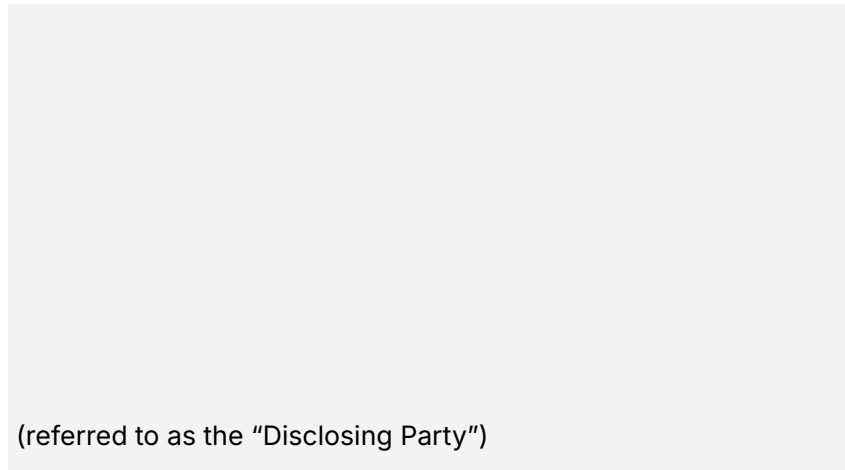 (referred to as the “Disclosing Party”)